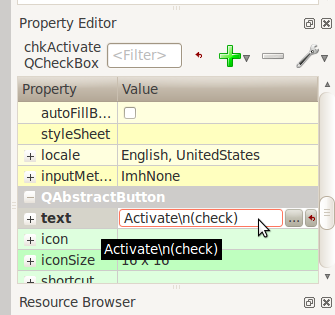 Property Editor
chkActivate
QCheckBox
<Filter>
Property Value
autoFillB...
styleSheet
locale English, UnitedStates
inputMet... ImhNone
QAbstractButton
text Activate\n(check) ...
icon
Activate\n(check)
iconSize 16 x 16
shortcut
Resource Browser